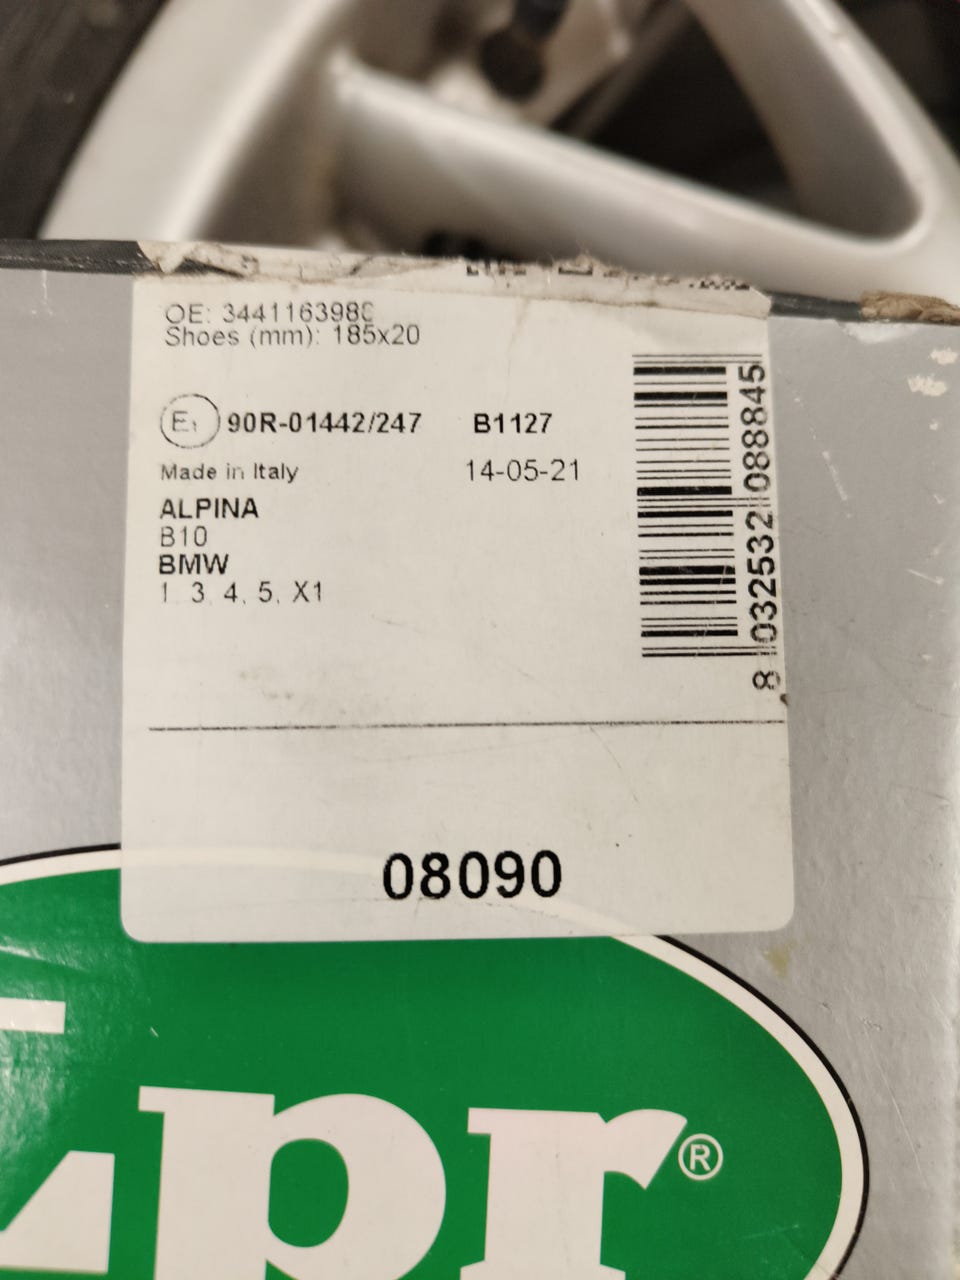 OE: 3441163989
Shoes (mm): 185x20
E1 90R-01442/247 B1127
Made in Italy 14-05-21
ALPINA
B10
BMW
1, 3, 4, 5, X1
8 032532 088845
08090
Lpr®